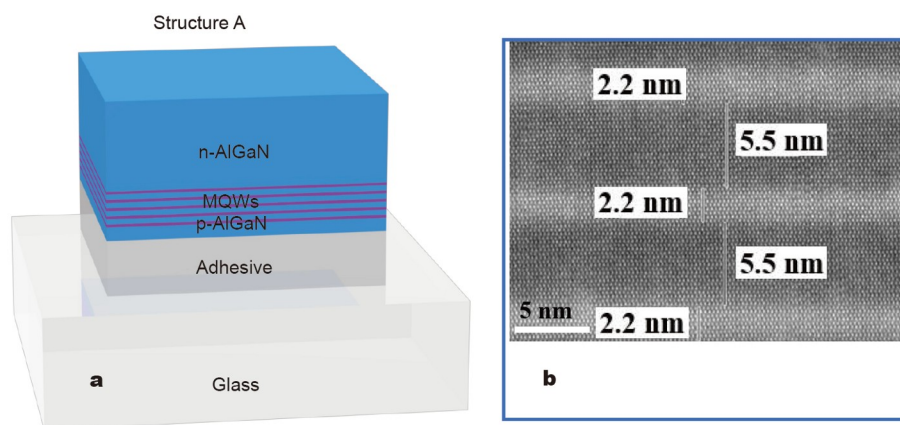 Structure A
n-AlGaN
MQWs
p-AlGaN
Adhesive
a
Glass
2.2 nm
5.5 nm
2.2 nm
5.5 nm
5 nm
2.2 nm
b